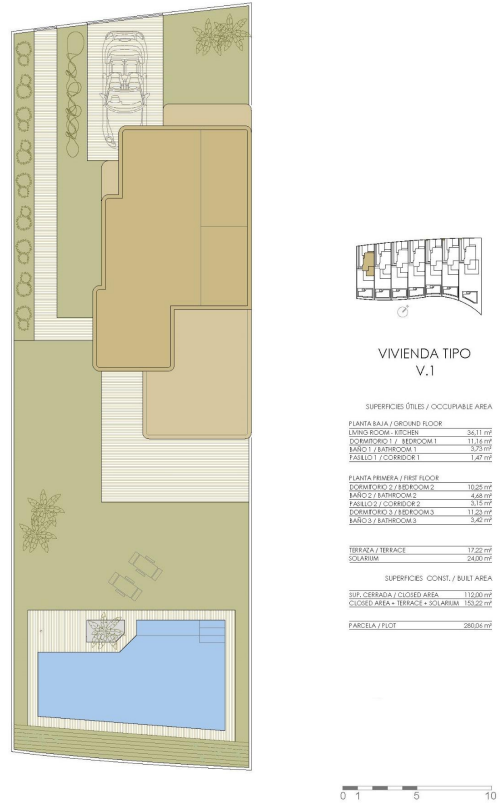 VIVIENDA TIPO
V.1
SUPERFICIES ÚTILES / OCCUPIABLE AREA
PLANTA BAJA / GROUND FLOOR
LIVING ROOM - KITCHEN 36,11 m²
DORMITORIO 1 / BEDROOM 1 11,16 m²
BAÑO 1 / BATHROOM 1 3,73 m²
PASILLO 1 / CORRIDOR 1 1,47 m²
PLANTA PRIMERA / FIRST FLOOR
DORMITORIO 2 / BEDROOM 2 10,25 m²
BAÑO 2 / BATHROOM 2 4,68 m²
PASILLO 2 / CORRIDOR 2 3,15 m²
DORMITORIO 3 / BEDROOM 3 11,23 m²
BAÑO 3 / BATHROOM 3 3,42 m²
TERRAZA / TERRACE 17,22 m²
SOLARIUM 24,00 m²
SUPERFICIES CONST. / BUILT AREA
SUP. CERRADA / CLOSED AREA 112,00 m²
CLOSED AREA + TERRACE + SOLARIUM 153,22 m²
PARCELA / PLOT 280,06 m²
0 1 5 10